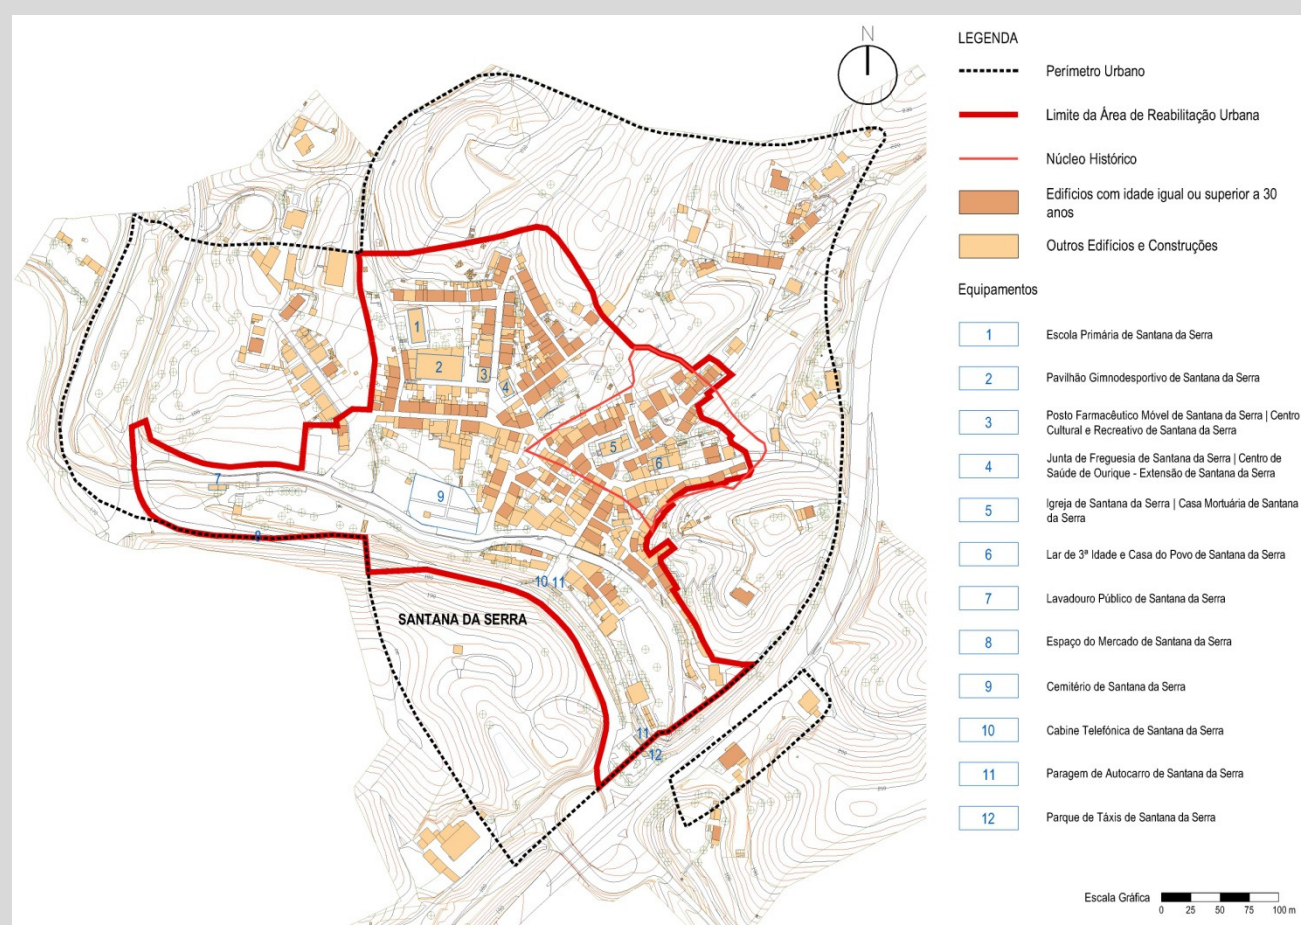 N
LEGENDA
Perímetro Urbano
Limite da Área de Reabilitação Urbana
Núcleo Histórico
Edifícios com idade igual ou superior a 30
anos
Outros Edifícios e Construções
Equipamentos
1 Escola Primária de Santana da Serra
2 Pavilhão Gimnodesportivo de Santana da Serra
3 Posto Farmacêutico Móvel de Santana da Serra | Centro
Cultural e Recreativo de Santana da Serra
4 Junta de Freguesia de Santana da Serra | Centro de
Saúde de Ourique - Extensão de Santana da Serra
5 Igreja de Santana da Serra | Casa Mortuária de Santana
da Serra
6 Lar de 3ª Idade e Casa do Povo de Santana da Serra
7 Lavadouro Público de Santana da Serra
8 Espaço do Mercado de Santana da Serra
9 Cemitério de Santana da Serra
10 Cabine Telefónica de Santana da Serra
11 Paragem de Autocarro de Santana da Serra
12 Parque de Táxis de Santana da Serra
1
2
3
4
5
6
7
9
8
10 11
SANTANA DA SERRA
11
12
Escala Gráfica
0 25 50 75 100 m